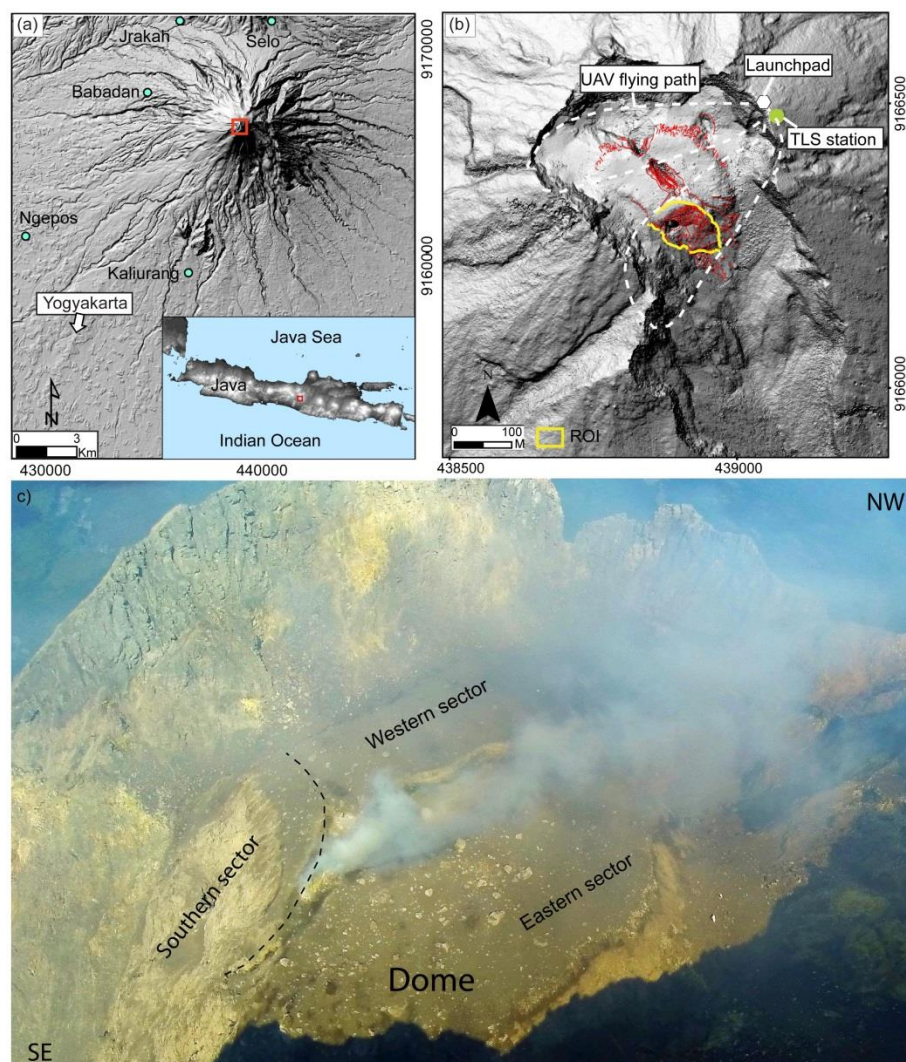 (a)
Jrakah
Selo
Babadan
Ngepos
Kaliurang
Yogyakarta
N
0 3
Km
Java Sea
Java
Indian Ocean
430000
440000
9170000
9160000
(b)
UAV flying path
Launchpad
TLS station
N
0 100
M
ROI
438500
439000
9166500
9166000
c)
NW
Western sector
Southern sector
Eastern sector
Dome
SE